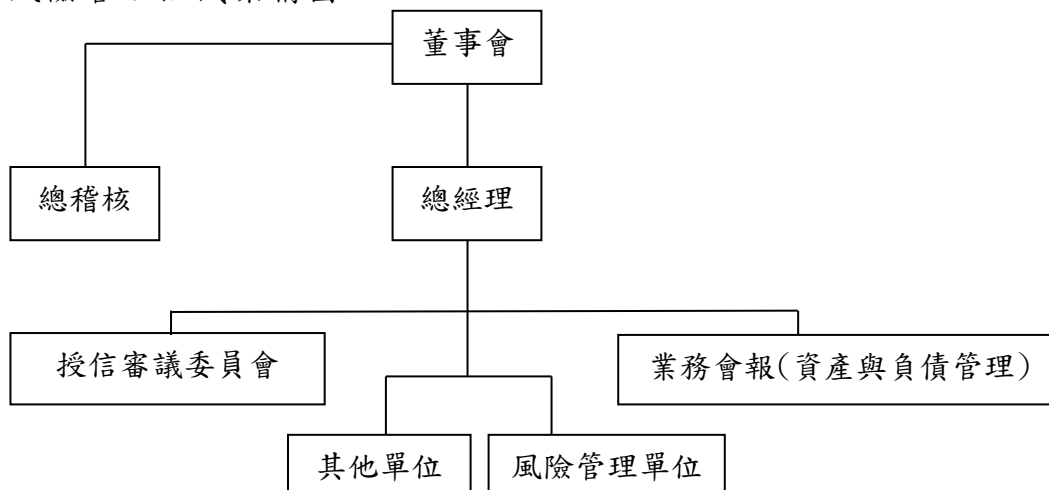 董事會
總稽核
總經理
授信審議委員會
業務會報(資產與負債管理)
其他單位
風險管理單位